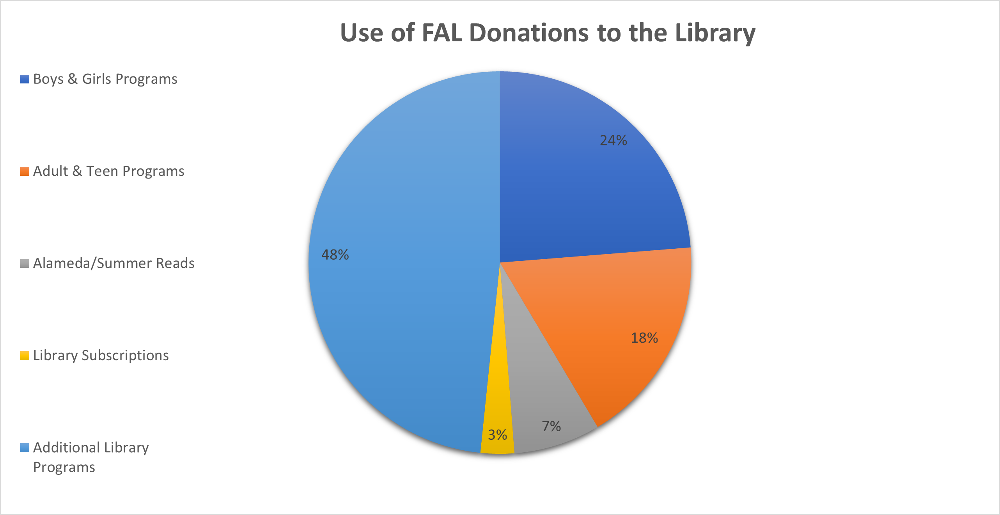 Use of FAL Donations to the Library
Boys & Girls Programs
Adult & Teen Programs
Alameda/Summer Reads
Library Subscriptions
Additional Library
Programs
24%
18%
7%
3%
48%